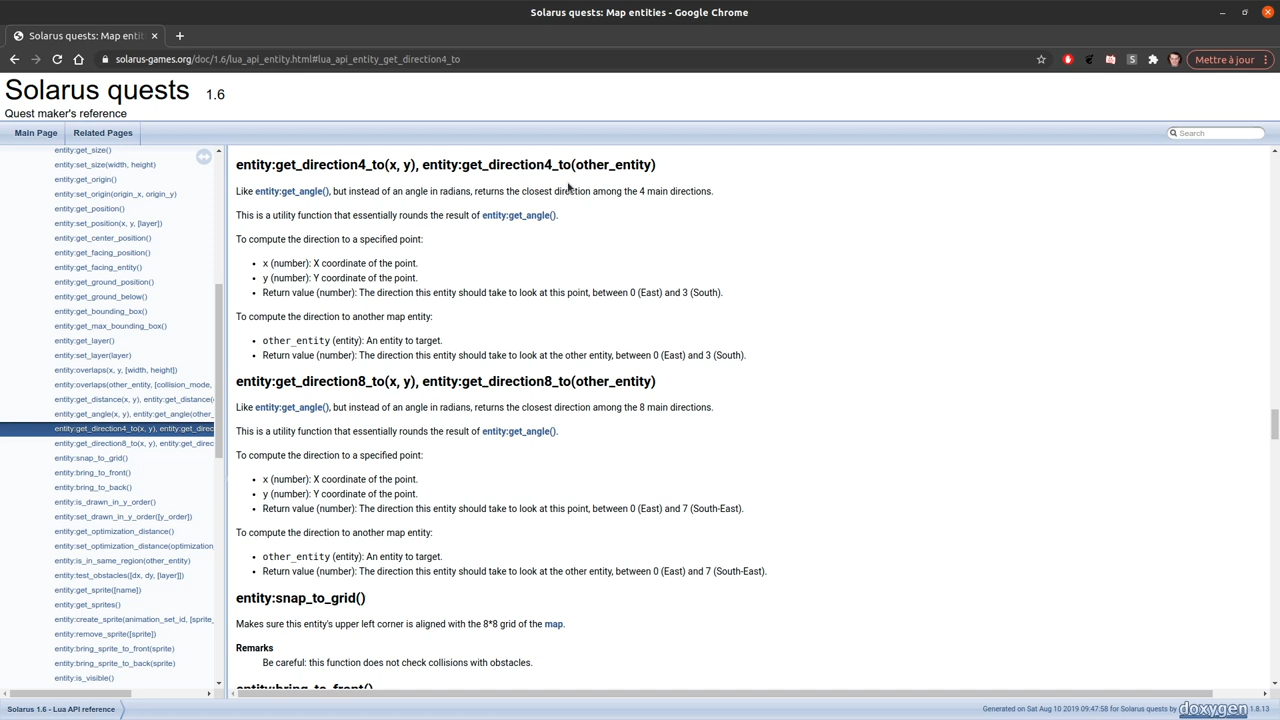 Solarus quests: Map entities - Google Chrome
Solarus quests: Map enti
solarus-games.org/doc/1.6/lua_api_entity.html#lua_api_entity_get_direction4_to
Mettre à jour
Solarus quests 1.6
Quest maker's reference
Main Page
Related Pages
Search
entity:get_size()
entity:set_size(width, height)
entity:get_origin()
entity:set_origin(origin_x, origin_y)
entity:get_position()
entity:set_position(x, y, [layer])
entity:get_center_position()
entity:get_facing_position()
entity:get_facing_entity()
entity:get_ground_position()
entity:get_ground_below()
entity:get_bounding_box()
entity:get_max_bounding_box()
entity:get_layer()
entity:set_layer(layer)
entity:overlaps(x, y, [width, height])
entity:overlaps(other_entity, [collision_mode,
entity:get_distance(x, y), entity:get_distance(
entity:get_angle(x, y), entity:get_angle(other_
entity:get_direction4_to(x, y), entity:get_direc
entity:get_direction8_to(x, y), entity:get_direc
entity:snap_to_grid()
entity:bring_to_front()
entity:bring_to_back()
entity:is_drawn_in_y_order()
entity:set_drawn_in_y_order([y_order])
entity:get_optimization_distance()
entity:set_optimization_distance(optimization_
entity:is_in_same_region(other_entity)
entity:test_obstacles([dx, dy, [layer]])
entity:get_sprite([name])
entity:get_sprites()
entity:create_sprite(animation_set_id, [sprite_
entity:remove_sprite([sprite])
entity:bring_sprite_to_front(sprite)
entity:bring_sprite_to_back(sprite)
entity:is_visible()
entity:get_direction4_to(x, y), entity:get_direction4_to(other_entity)
Like entity:get_angle(), but instead of an angle in radians, returns the closest direction among the 4 main directions.
This is a utility function that essentially rounds the result of entity:get_angle().
To compute the direction to a specified point:
• x (number): X coordinate of the point.
• y (number): Y coordinate of the point.
• Return value (number): The direction this entity should take to look at this point, between 0 (East) and 3 (South).
To compute the direction to another map entity:
• other_entity (entity): An entity to target.
• Return value (number): The direction this entity should take to look at the other entity, between 0 (East) and 3 (South).
entity:get_direction8_to(x, y), entity:get_direction8_to(other_entity)
Like entity:get_angle(), but instead of an angle in radians, returns the closest direction among the 8 main directions.
This is a utility function that essentially rounds the result of entity:get_angle().
To compute the direction to a specified point:
• x (number): X coordinate of the point.
• y (number): Y coordinate of the point.
• Return value (number): The direction this entity should take to look at this point, between 0 (East) and 7 (South-East).
To compute the direction to another map entity:
• other_entity (entity): An entity to target.
• Return value (number): The direction this entity should take to look at the other entity, between 0 (East) and 7 (South-East).
entity:snap_to_grid()
Makes sure this entity's upper left corner is aligned with the 8*8 grid of the map.
Remarks
Be careful: this function does not check collisions with obstacles.
entity:bring_to_front()
Solarus 1.6 - Lua API reference
Generated on Sat Aug 10 2019 09:47:58 for Solarus quests by doxygen 1.8.13